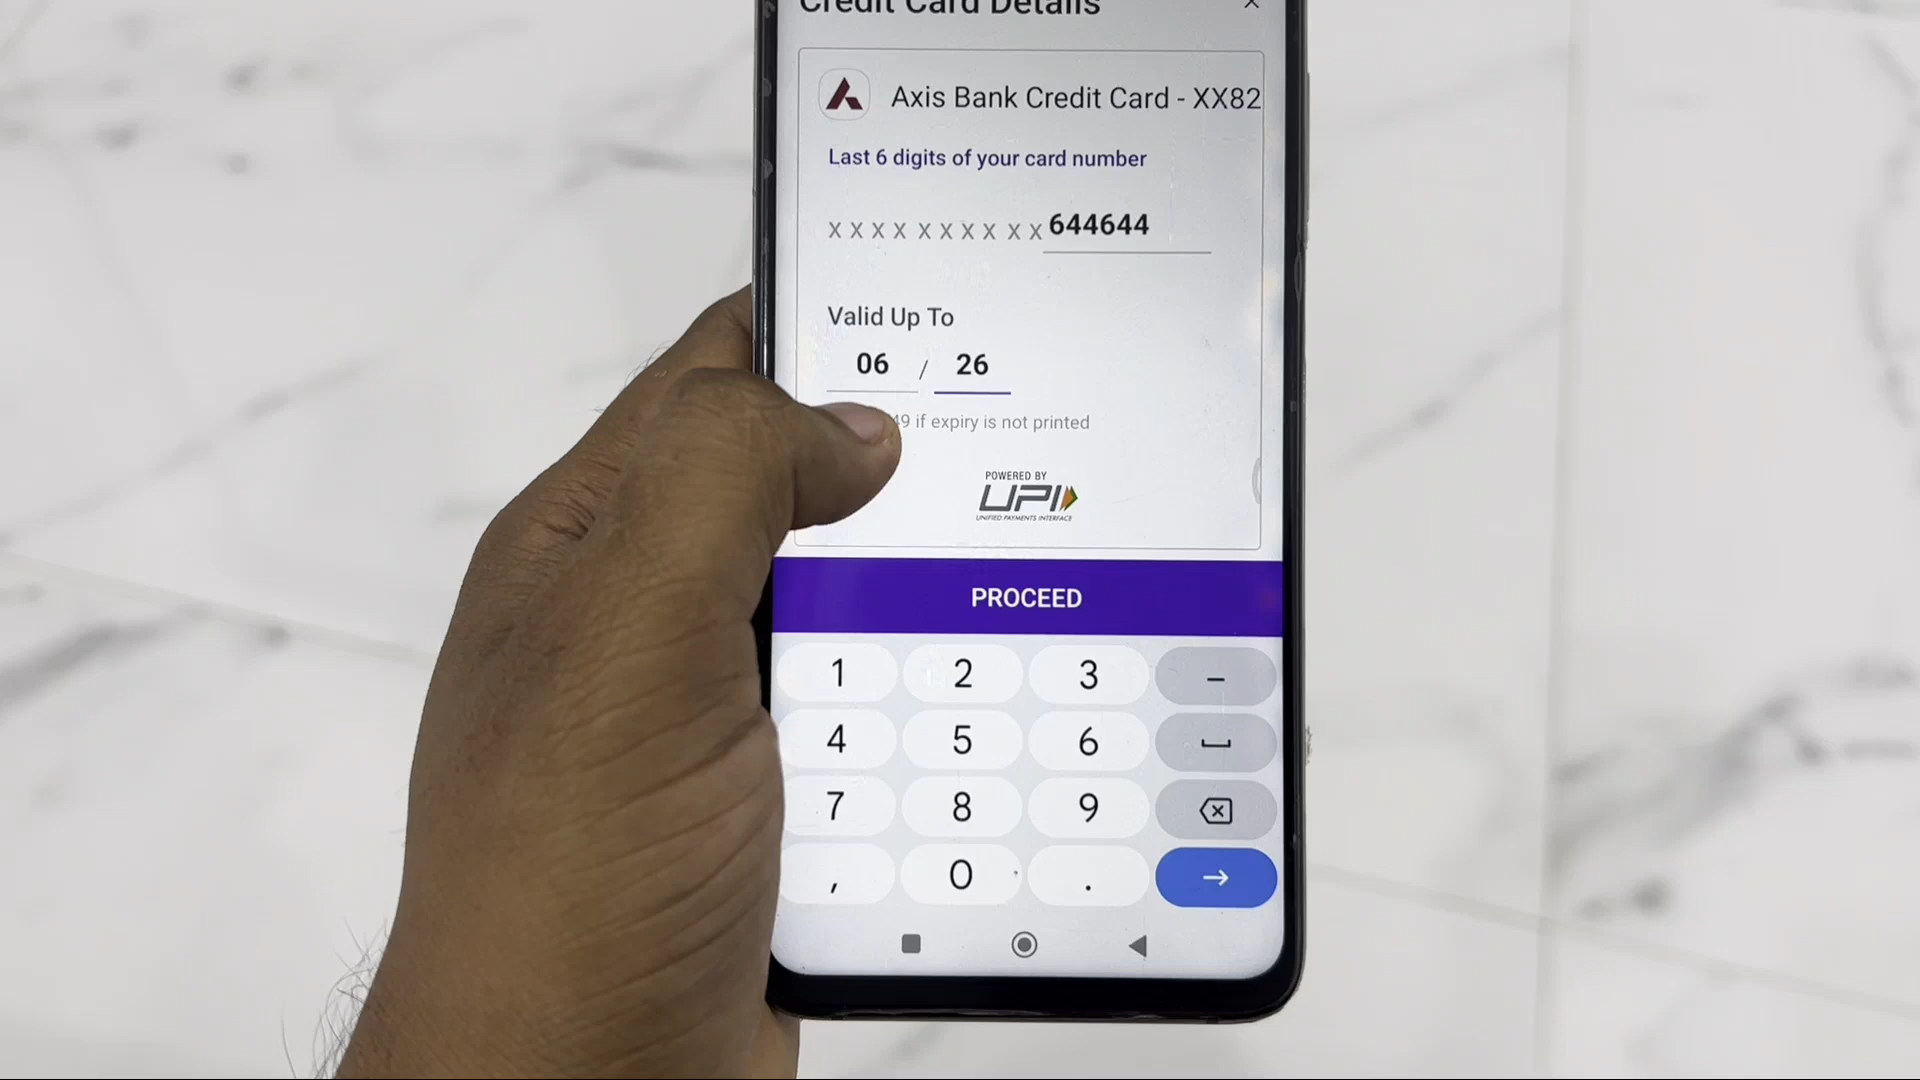 Credit Card Details
Axis Bank Credit Card - XX82
Last 6 digits of your card number
X X X X X X X X X X 644644
Valid Up To
06 / 26
49 if expiry is not printed
POWERED BY
UPI
UNIFIED PAYMENTS INTERFACE
PROCEED
1 2 3 –
4 5 6
7 8 9
, 0 .